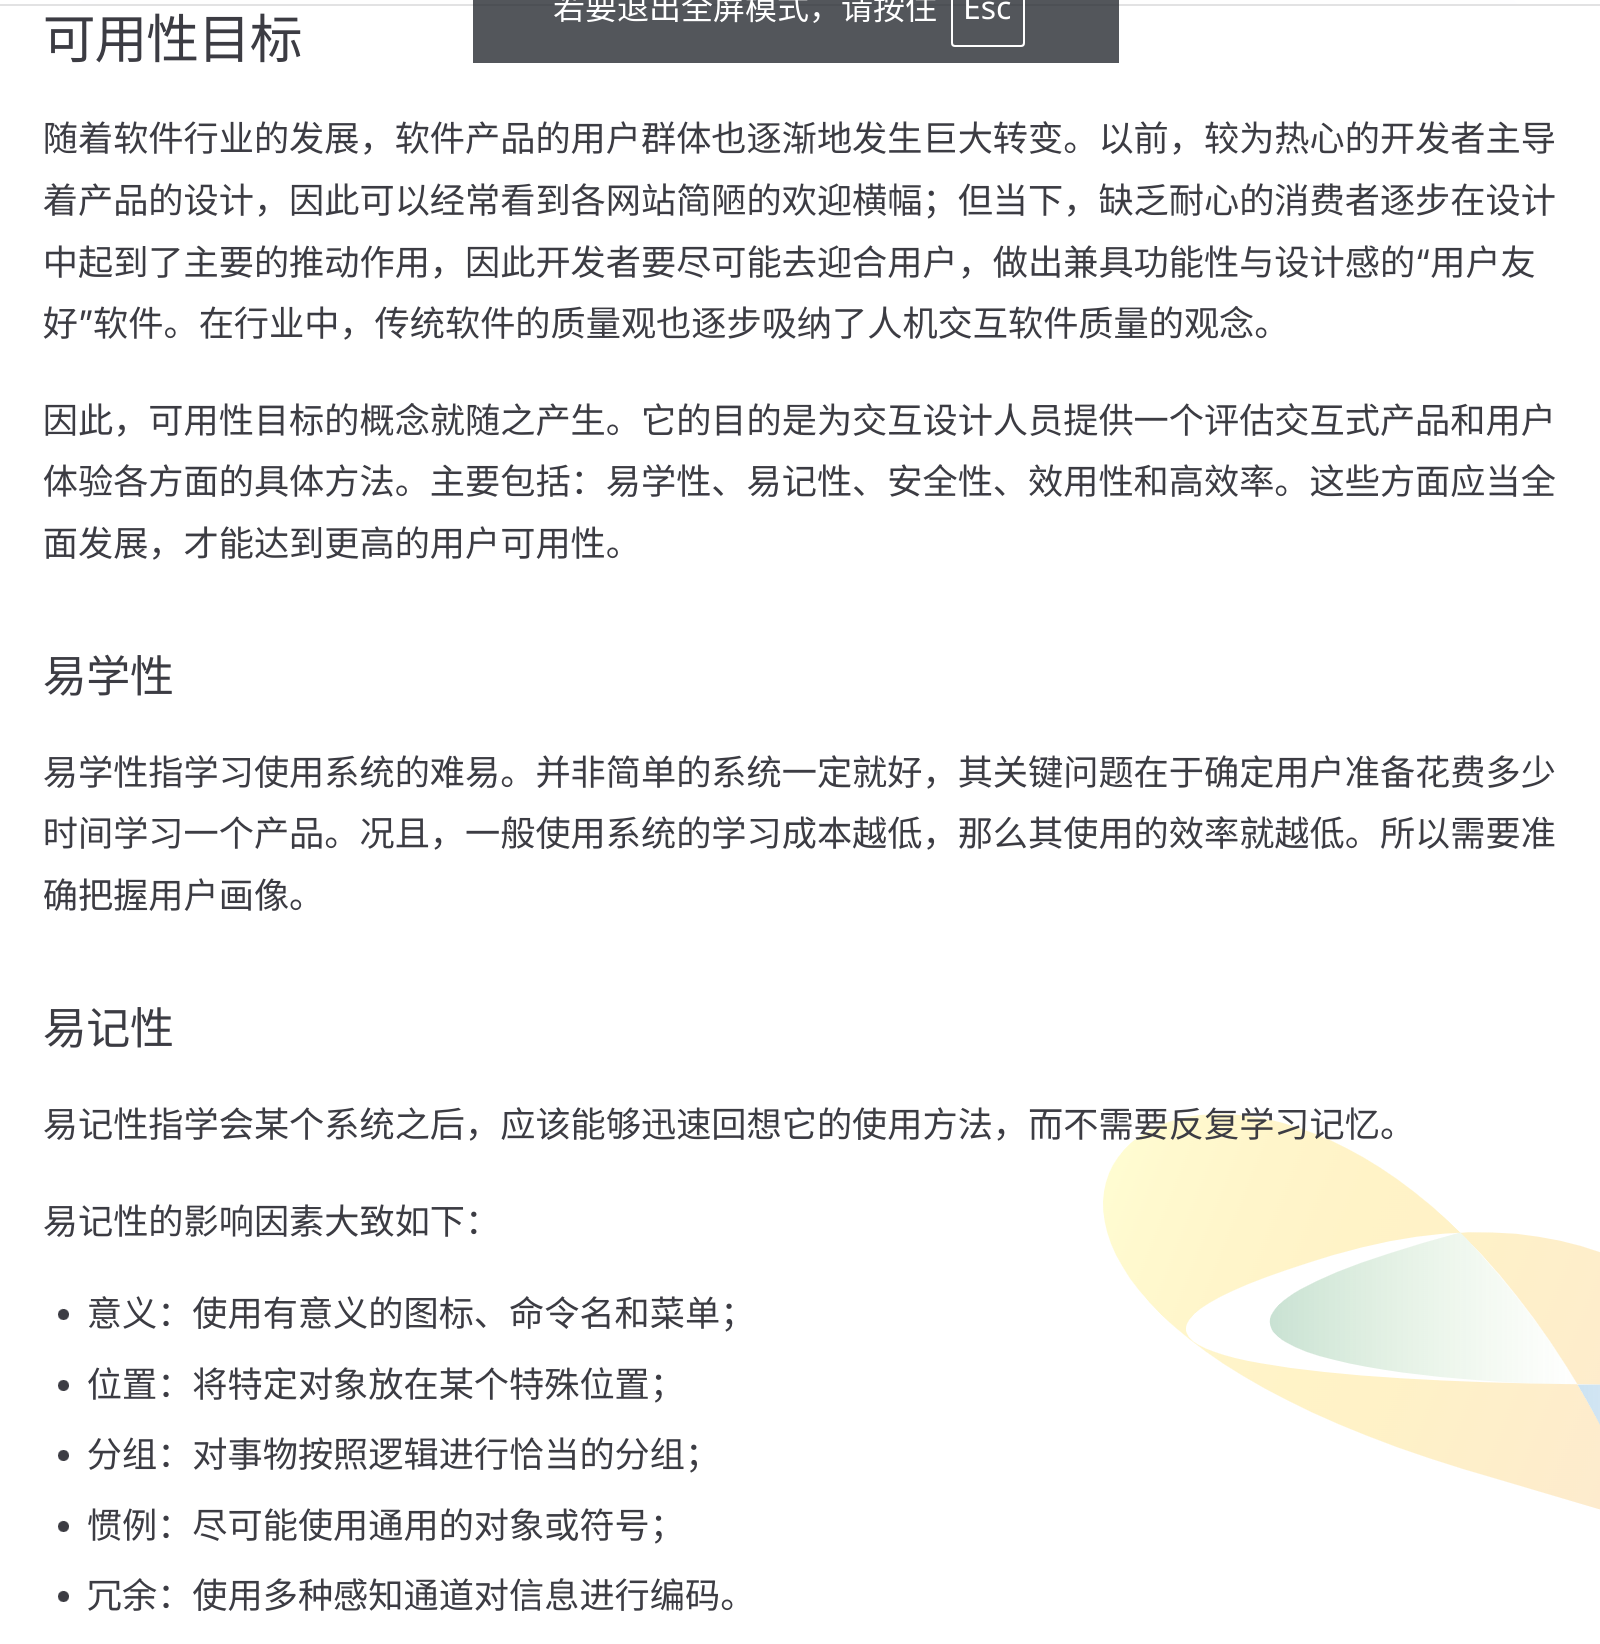 若要退出全屏模式，请按住 Esc
可用性目标
随着软件行业的发展，软件产品的用户群体也逐渐地发生巨大转变。以前，较为热心的开发者主导
着产品的设计，因此可以经常看到各网站简陋的欢迎横幅；但当下，缺乏耐心的消费者逐步在设计
中起到了主要的推动作用，因此开发者要尽可能去迎合用户，做出兼具功能性与设计感的“用户友
好”软件。在行业中，传统软件的质量观也逐步吸纳了人机交互软件质量的观念。
因此，可用性目标的概念就随之产生。它的目的是为交互设计人员提供一个评估交互式产品和用户
体验各方面的具体方法。主要包括：易学性、易记性、安全性、效用性和高效率。这些方面应当全
面发展，才能达到更高的用户可用性。
易学性
易学性指学习使用系统的难易。并非简单的系统一定就好，其关键问题在于确定用户准备花费多少
时间学习一个产品。况且，一般使用系统的学习成本越低，那么其使用的效率就越低。所以需要准
确把握用户画像。
易记性
易记性指学会某个系统之后，应该能够迅速回想它的使用方法，而不需要反复学习记忆。
易记性的影响因素大致如下：
• 意义：使用有意义的图标、命令名和菜单；
• 位置：将特定对象放在某个特殊位置；
• 分组：对事物按照逻辑进行恰当的分组；
• 惯例：尽可能使用通用的对象或符号；
• 冗余：使用多种感知通道对信息进行编码。